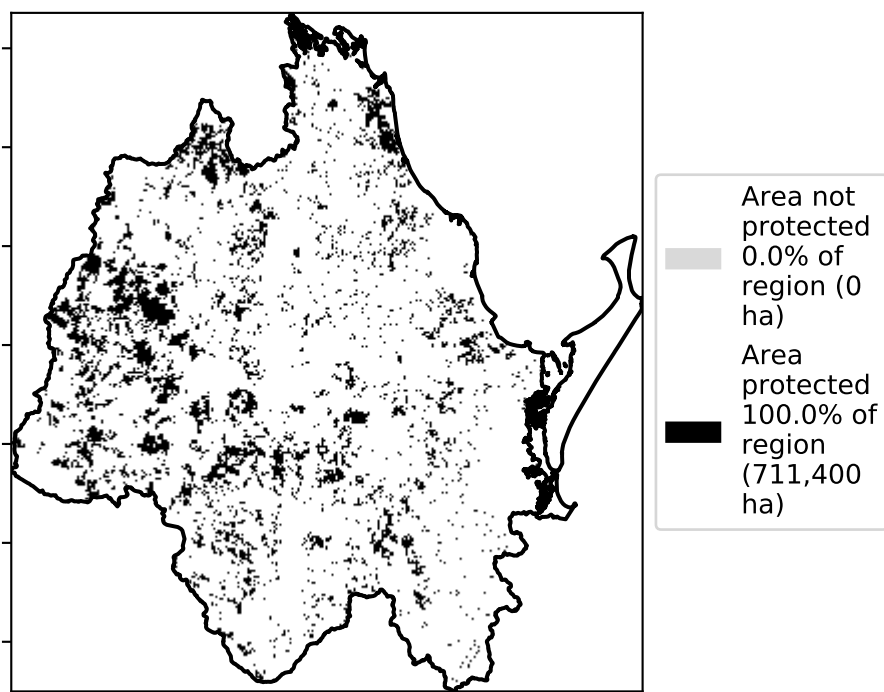 Area not
protected
0.0% of
region (0
ha)
Area
protected
100.0% of
region
(711,400
ha)